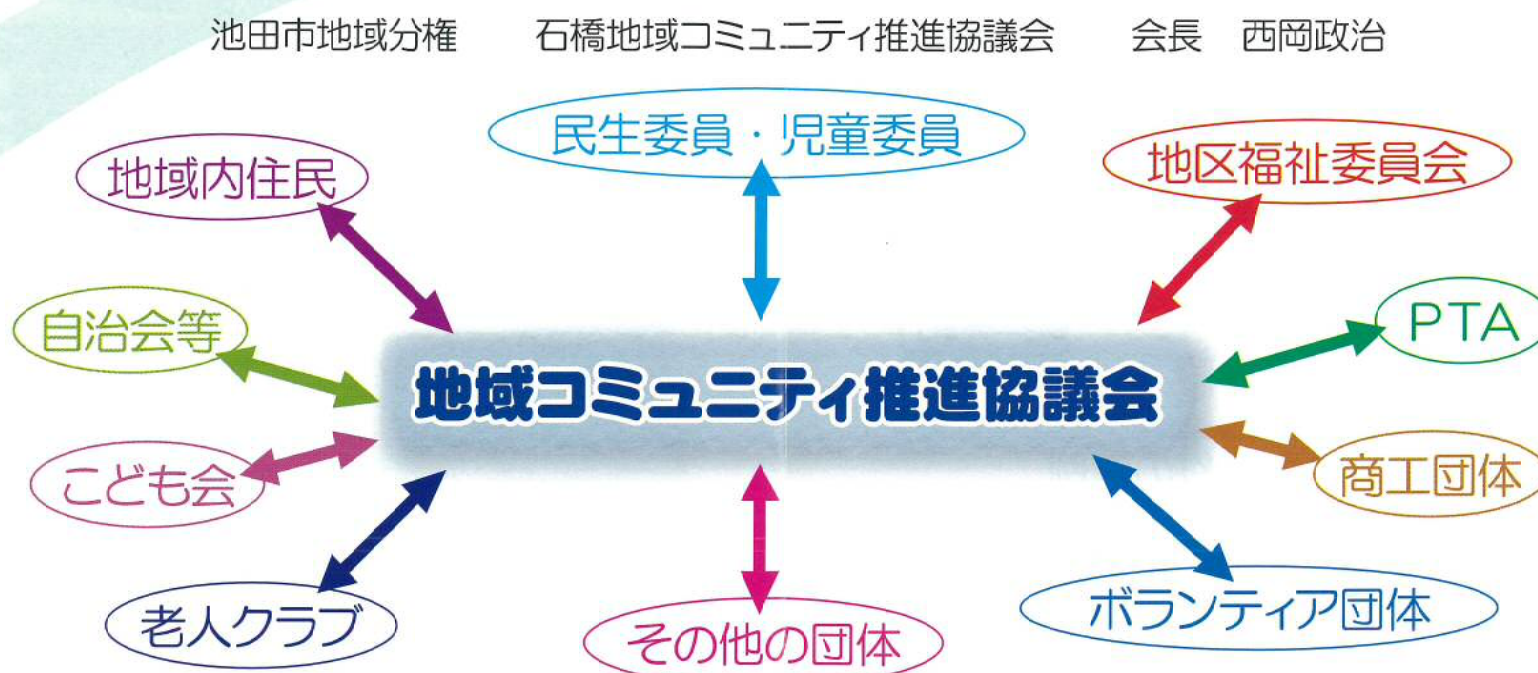 池田市地域分権　石橋地域コミュニティ推進協議会　会長　西岡政治
民生委員・児童委員
地域内住民
地区福祉委員会
自治会等
PTA
地域コミュニティ推進協議会
こども会
商工団体
老人クラブ
その他の団体
ボランティア団体